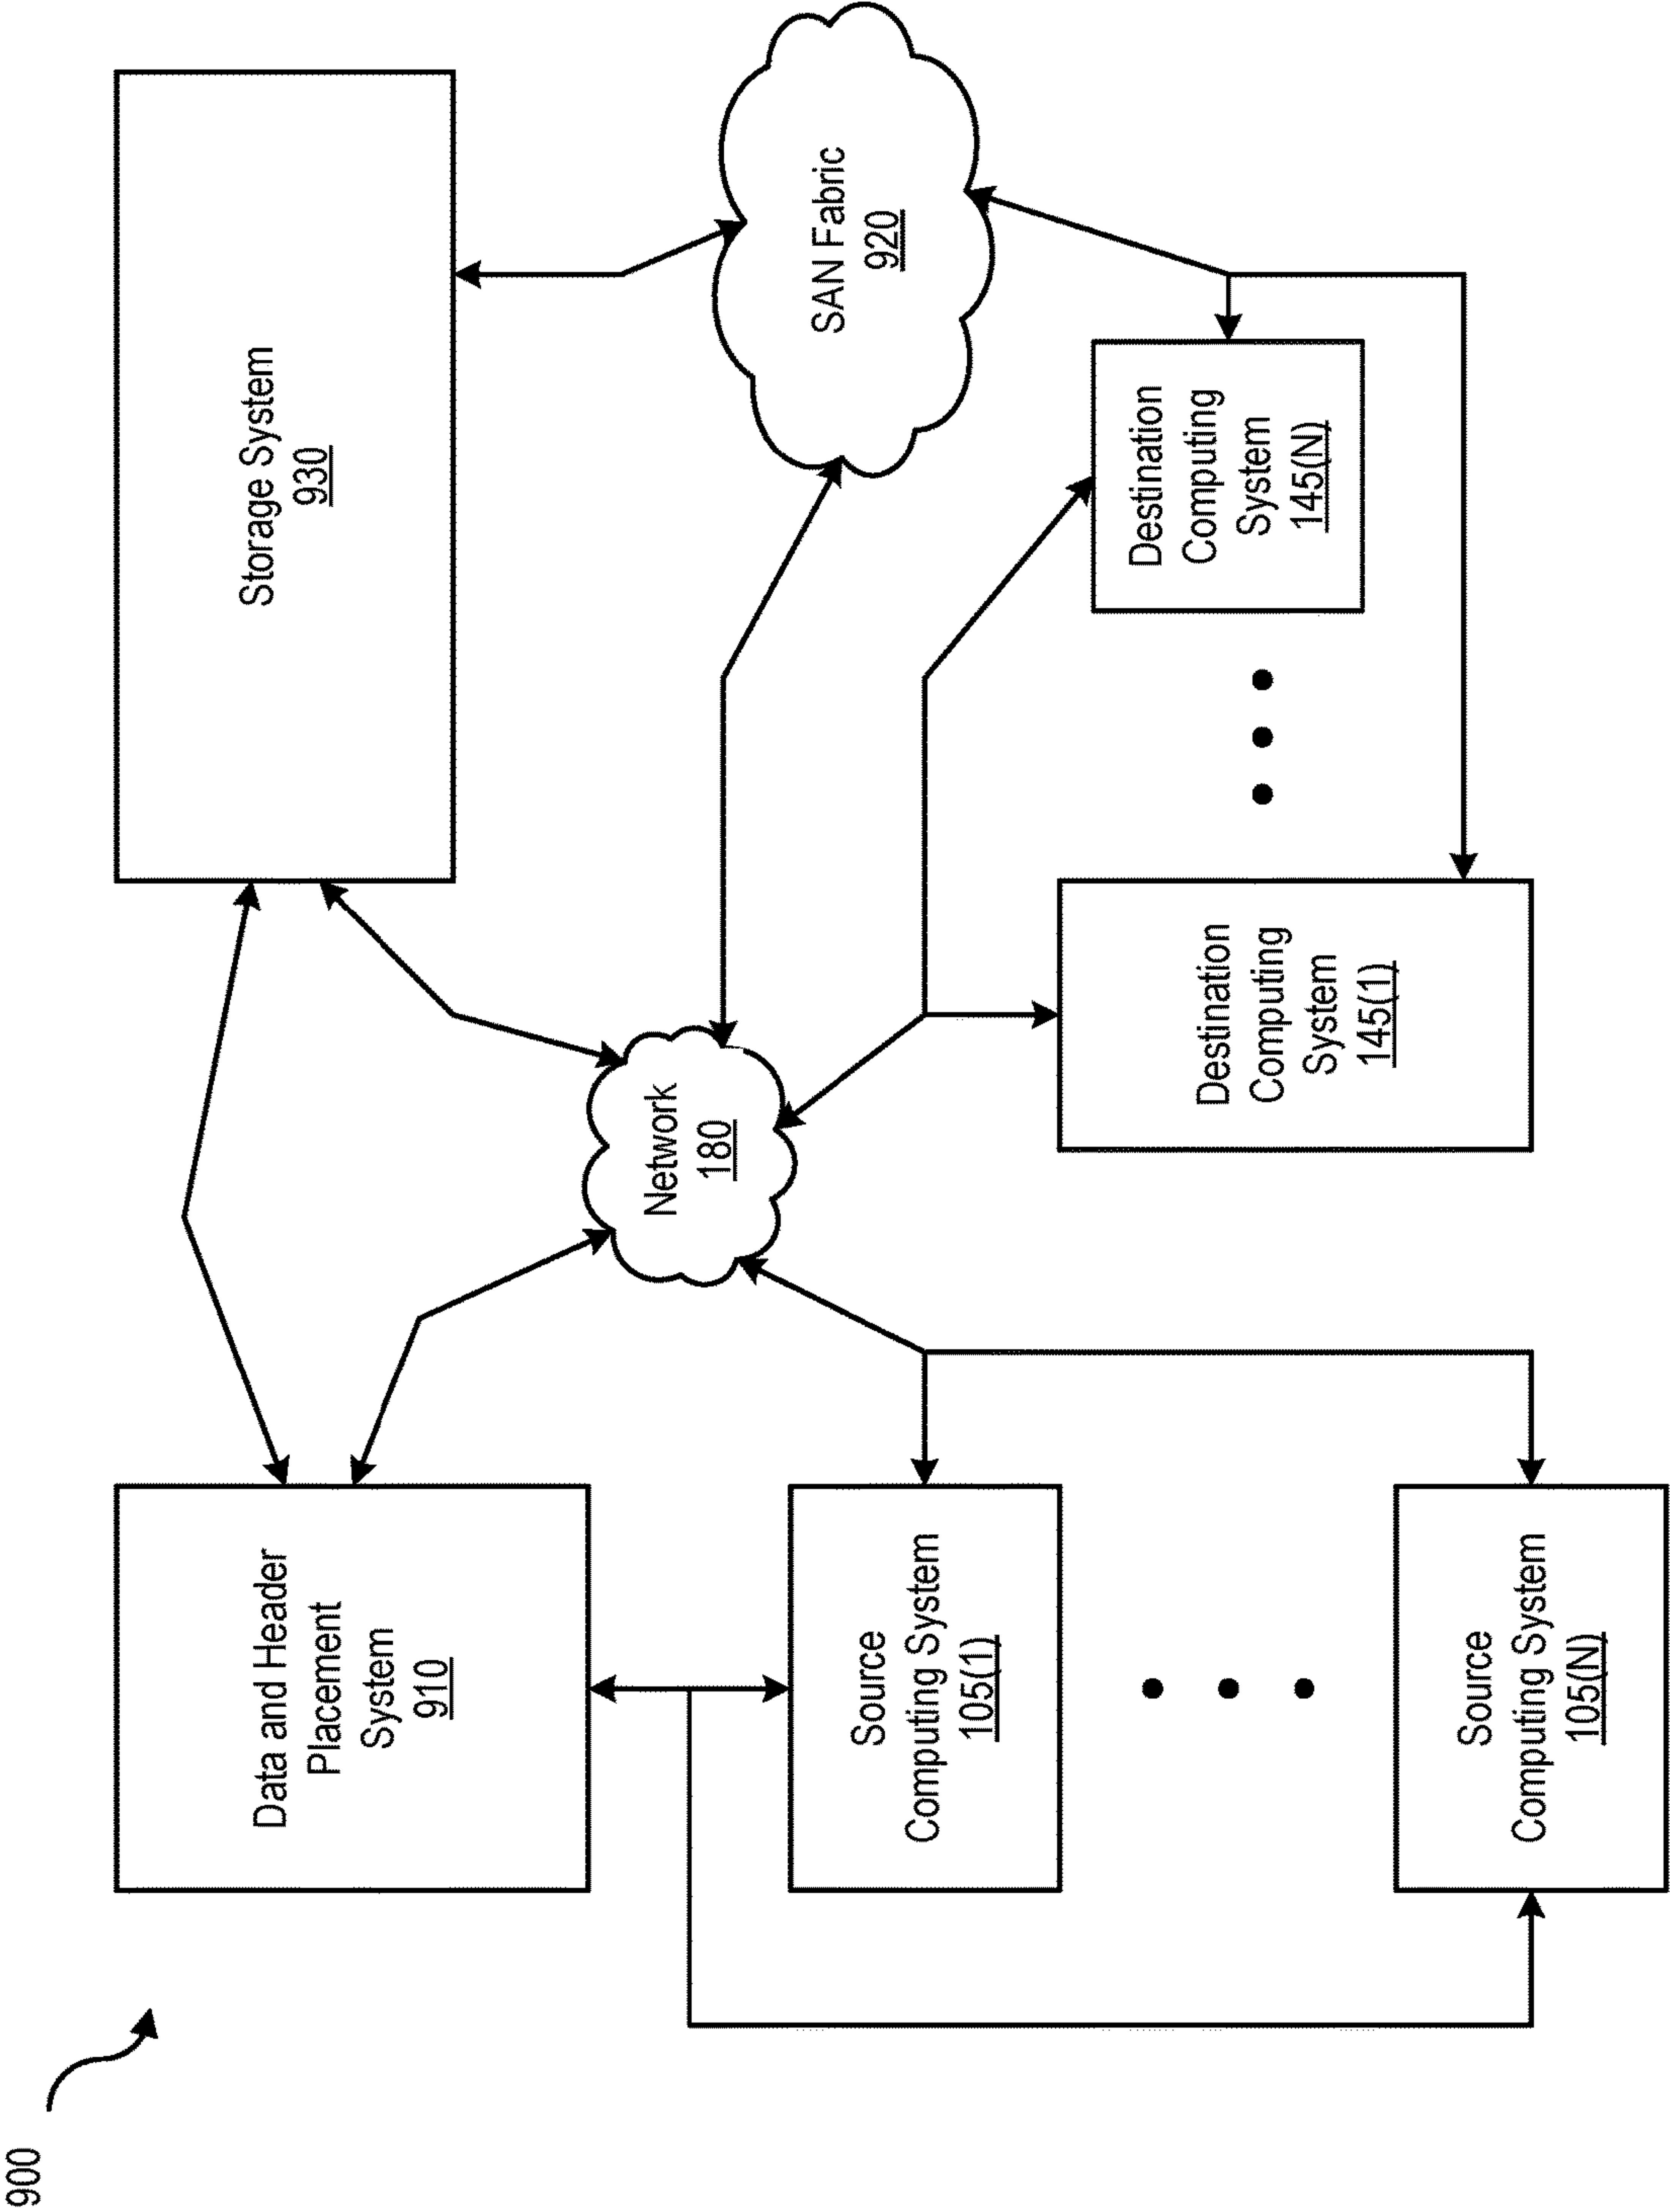 900
Data and Header
Placement
System
910
Storage System
930
Network
180
SAN Fabric
920
Source
Computing System
105(1)
Source
Computing System
105(N)
Destination
Computing
System
145(1)
Destination
Computing
System
145(N)